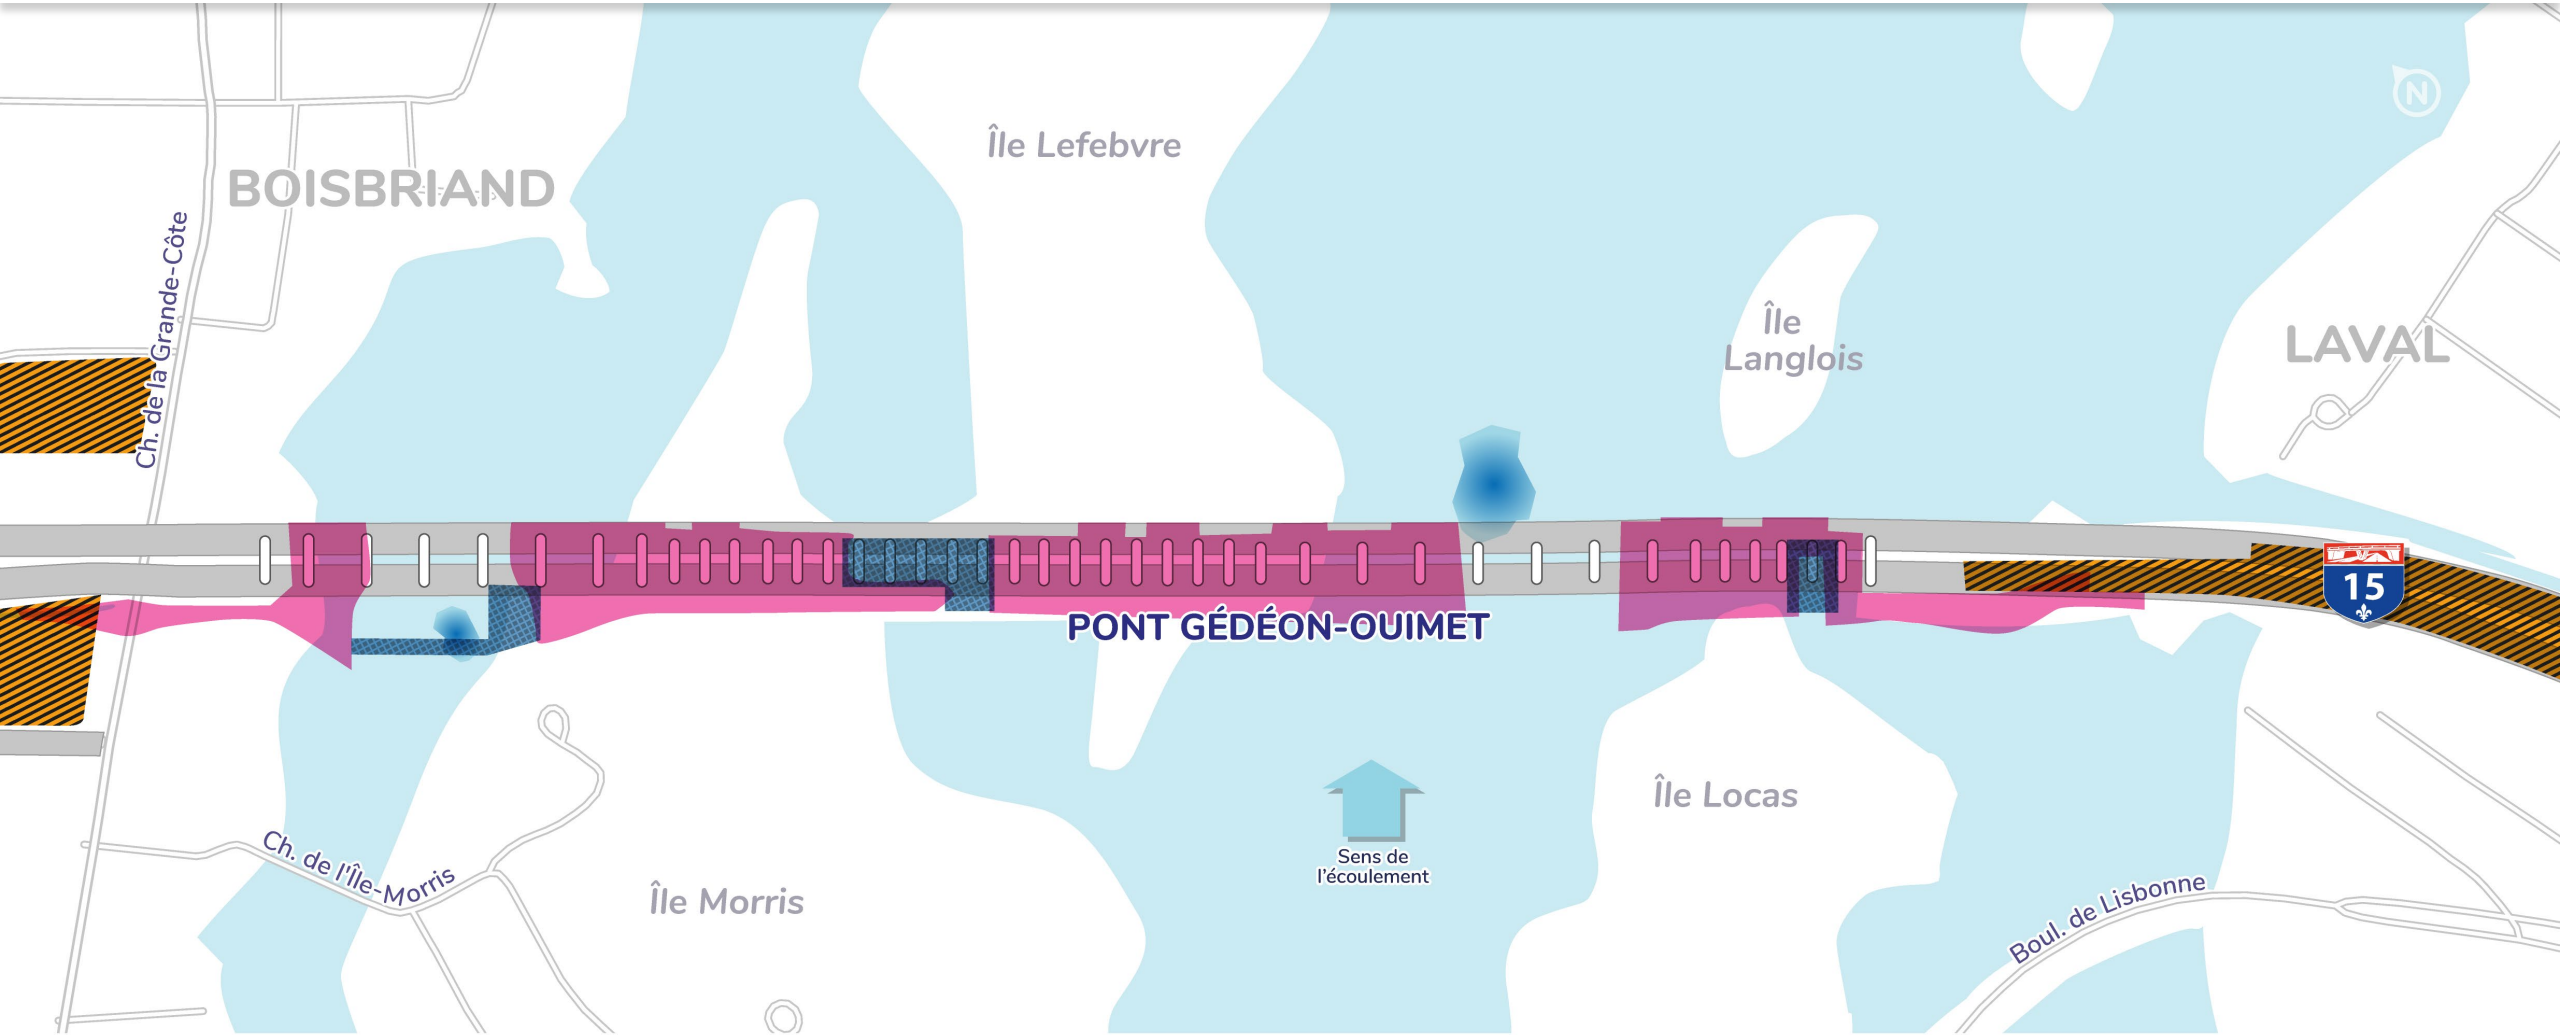 N
Île Lefebvre
BOISBRIAND
Ch. de la Grande-Côte
Île
Langlois
LAVAL
15
PONT GÉDÉON-OUIMET
Île Locas
Sens de
l'écoulement
Ch. de l'Île-Morris
Île Morris
Boul. de Lisbonne